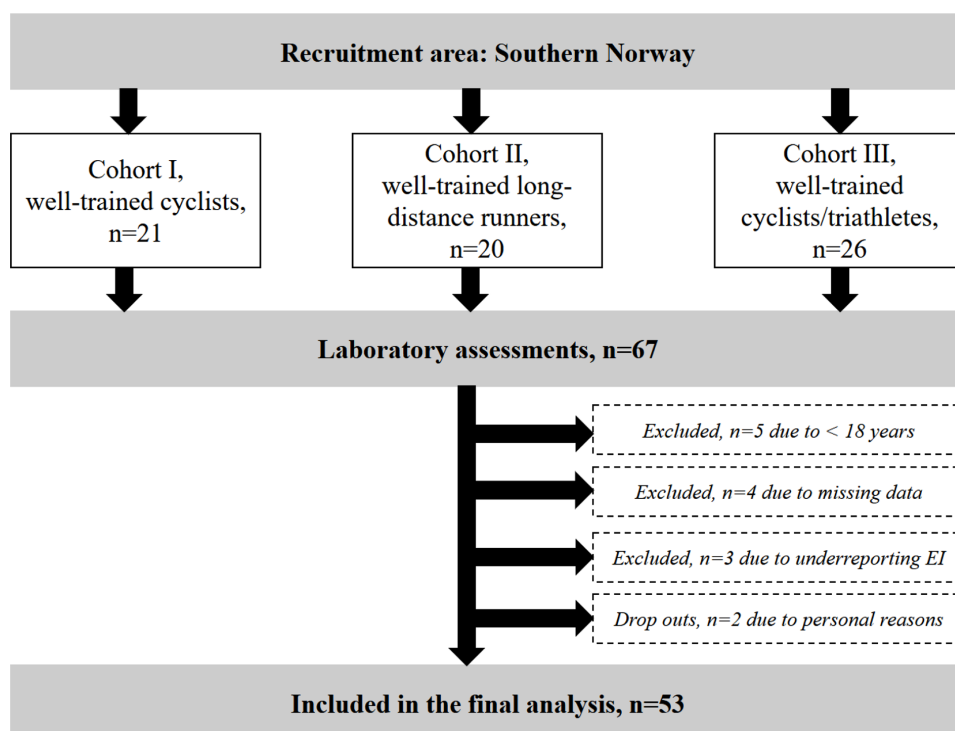 Recruitment area: Southern Norway
Cohort I,
well-trained cyclists,
n=21
Cohort II,
well-trained long-
distance runners,
n=20
Cohort III,
well-trained
cyclists/triathletes,
n=26
Laboratory assessments, n=67
Excluded, n=5 due to < 18 years
Excluded, n=4 due to missing data
Excluded, n=3 due to underreporting EI
Drop outs, n=2 due to personal reasons
Included in the final analysis, n=53